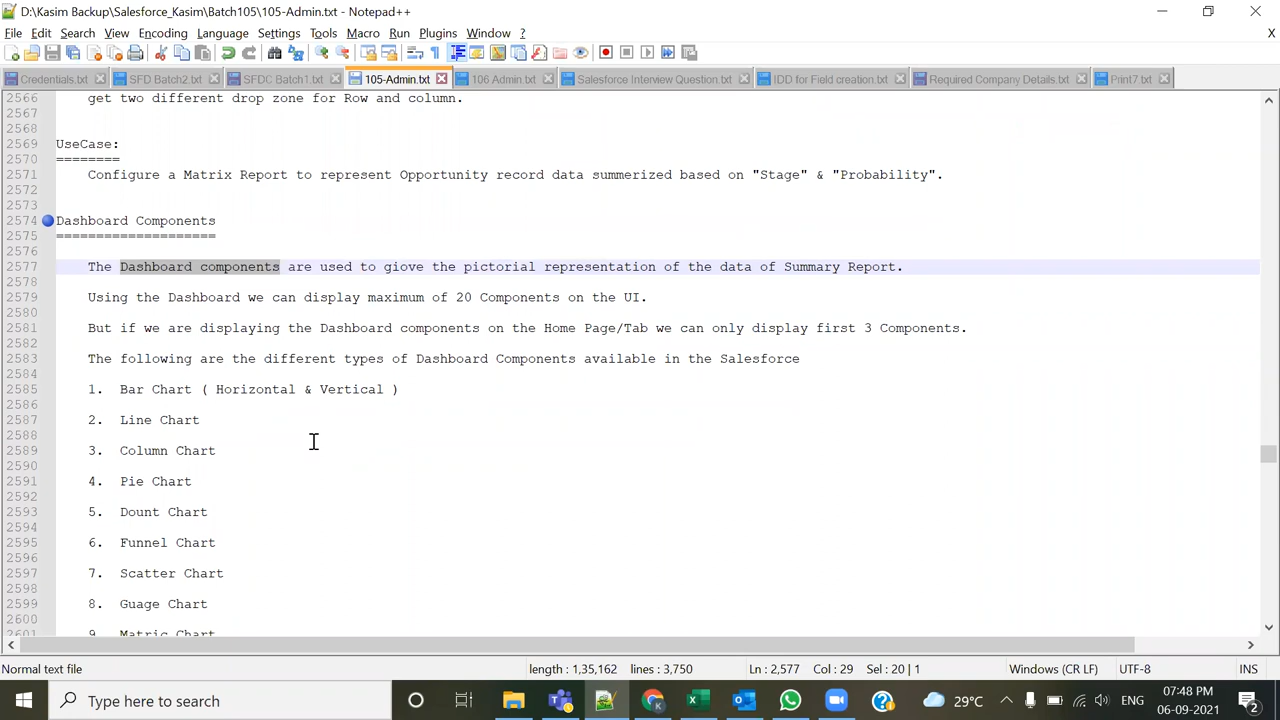 D:\Kasim Backup\Salesforce_Kasim\Batch105\105-Admin.txt - Notepad++
File Edit Search View Encoding Language Settings Tools Macro Run Plugins Window ? X
Credentials.txt SFD Batch2.txt SFDC Batch1.txt 105-Admin.txt 106 Admin.txt Salesforce Interview Question.txt IDD for Field creation.txt Required Company Details.txt Print7.txt
2566 get two different drop zone for Row and column.
2567
2568
2569 UseCase:
2570 ========
2571 Configure a Matrix Report to represent Opportunity record data summerized based on "Stage" & "Probability".
2572
2573
2574 Dashboard Components
2575 ====================
2576
2577 The Dashboard components are used to giove the pictorial representation of the data of Summary Report.
2578
2579 Using the Dashboard we can display maximum of 20 Components on the UI.
2580
2581 But if we are displaying the Dashboard components on the Home Page/Tab we can only display first 3 Components.
2582
2583 The following are the different types of Dashboard Components available in the Salesforce
2584
2585 1. Bar Chart ( Horizontal & Vertical )
2586
2587 2. Line Chart
2588
2589 3. Column Chart
2590
2591 4. Pie Chart
2592
2593 5. Dount Chart
2594
2595 6. Funnel Chart
2596
2597 7. Scatter Chart
2598
2599 8. Guage Chart
2600
2601 9. Matric Chart
Normal text file length : 1,35,162 lines : 3,750 Ln : 2,577 Col : 29 Sel : 20 | 1 Windows (CR LF) UTF-8 INS
Type here to search 29°C ENG 07:48 PM
06-09-2021 2